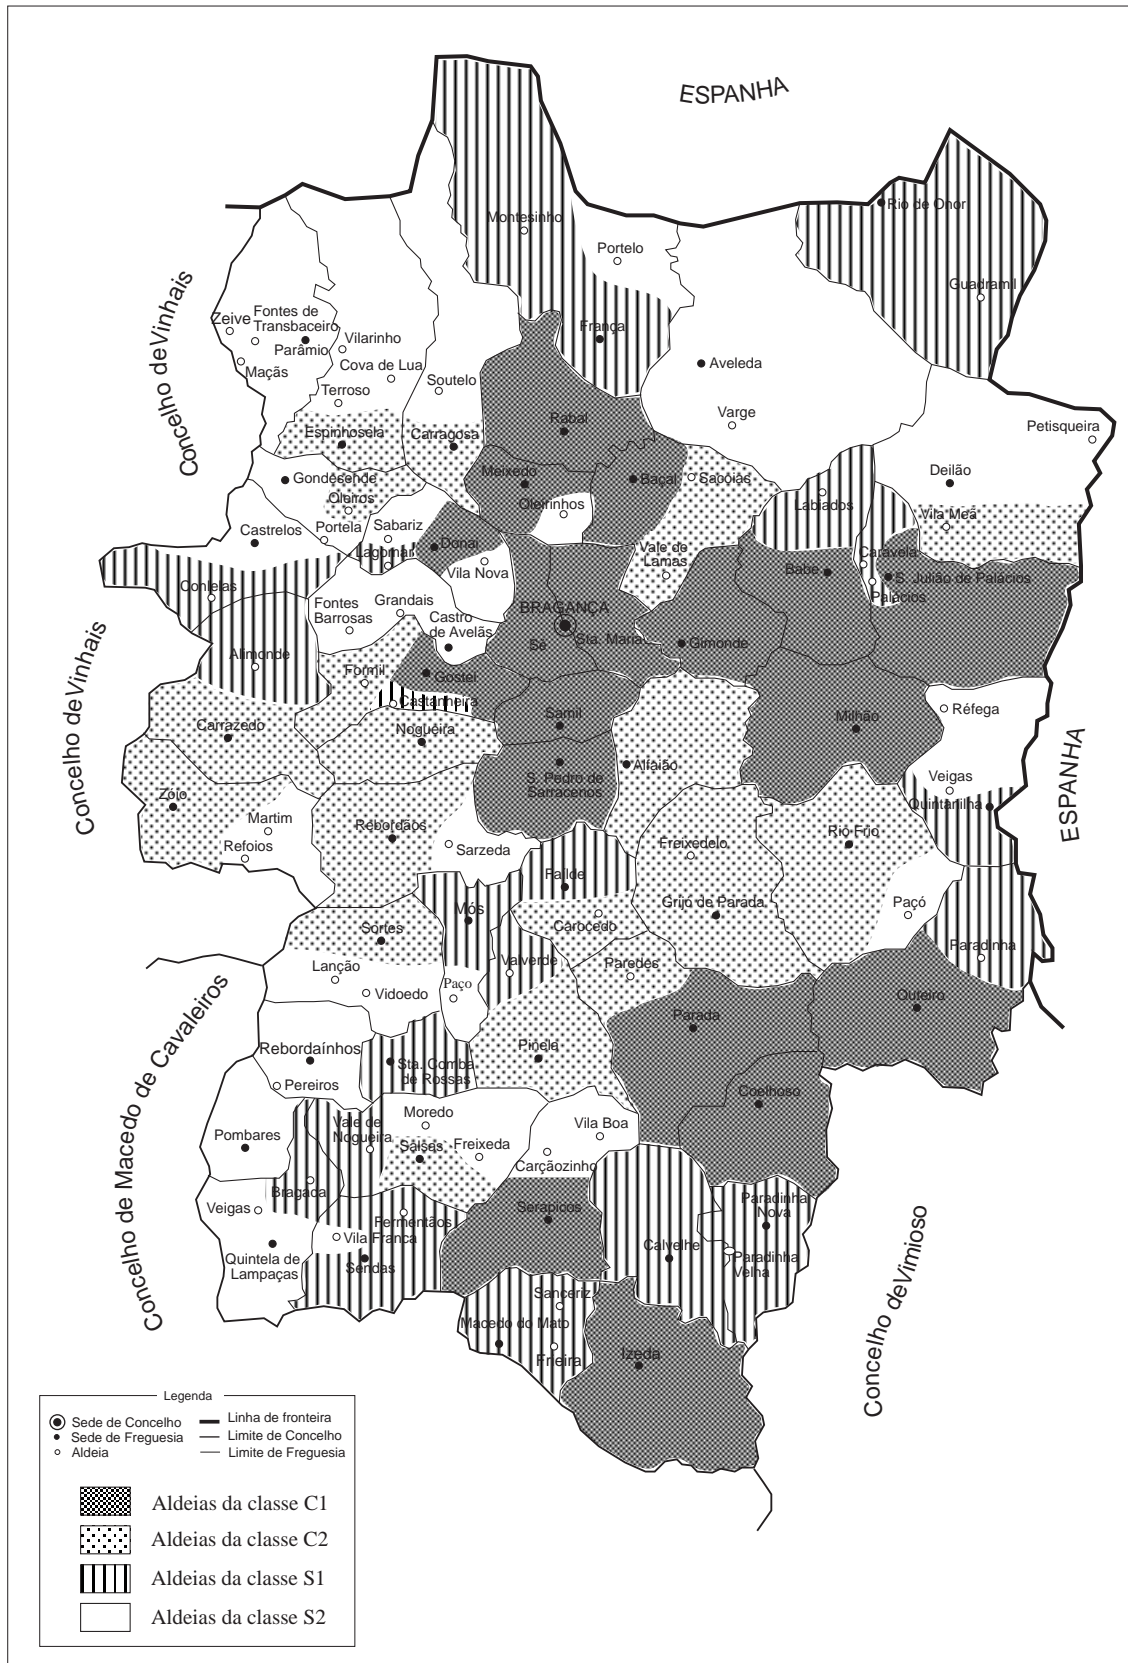 ESPANHA
Rio de Onor
Montesinho
Portelo
Guadramil
Concelho de Vinhais
Zeive
Fontes de
Transbaceiro
Parâmio
Vilarinho
França
Maçãs
Cova de Lua
Soutelo
Aveleda
Terroso
Varge
Rabal
Petisqueira
Espinhosela
Carragosa
Deilão
Gondesende
Meixedo
Baçal
Sacóias
Oleiros
Oleirinhos
Labiados
Vila Meã
Castrelos
Portela
Sabariz
Donai
Lagomar
Vila Nova
Vale de
Lamas
Babe
Caravela
S. Julião de Palácios
Palácios
Conlelas
Fontes
Barrosas
Grandais
Castro
de Avelãs
BRAGANÇA
Sé
Sta. Maria
Gimonde
Concelho de Vinhais
Alimonde
Formil
Gostei
Castanheira
Carrazedo
Nogueira
Samil
Milhão
Réfega
ESPANHA
S. Pedro de
Sarracenos
Alfaião
Veigas
Quintanilha
Zóio
Martim
Refoios
Rebordãos
Sarzeda
Freixedelo
Rio Frio
Failde
Mós
Carocedo
Grijó de Parada
Paçó
Sortes
Paradinha
Lanção
Vidoedo
Paço
Valverde
Paredes
Outeiro
Parada
Concelho de Macedo de Cavaleiros
Rebordaínhos
Sta. Comba
de Rossas
Pinela
Pereiros
Coelhoso
Pombares
Vale de
Nogueira
Moredo
Salsas
Freixeda
Vila Boa
Carçãozinho
Bragada
Veigas
Fermentãos
Serapicos
Paradinha
Nova
Vila Franca
Quintela de
Lampaças
Sendas
Calvelhe
Paradinha
Velha
Concelho de Vimioso
Sanceriz
Macedo do Mato
Frieira
Izeda
Legenda
Sede de Concelho
Linha de fronteira
Sede de Freguesia
Limite de Concelho
Aldeia
Limite de Freguesia
Aldeias da classe C1
Aldeias da classe C2
Aldeias da classe S1
Aldeias da classe S2